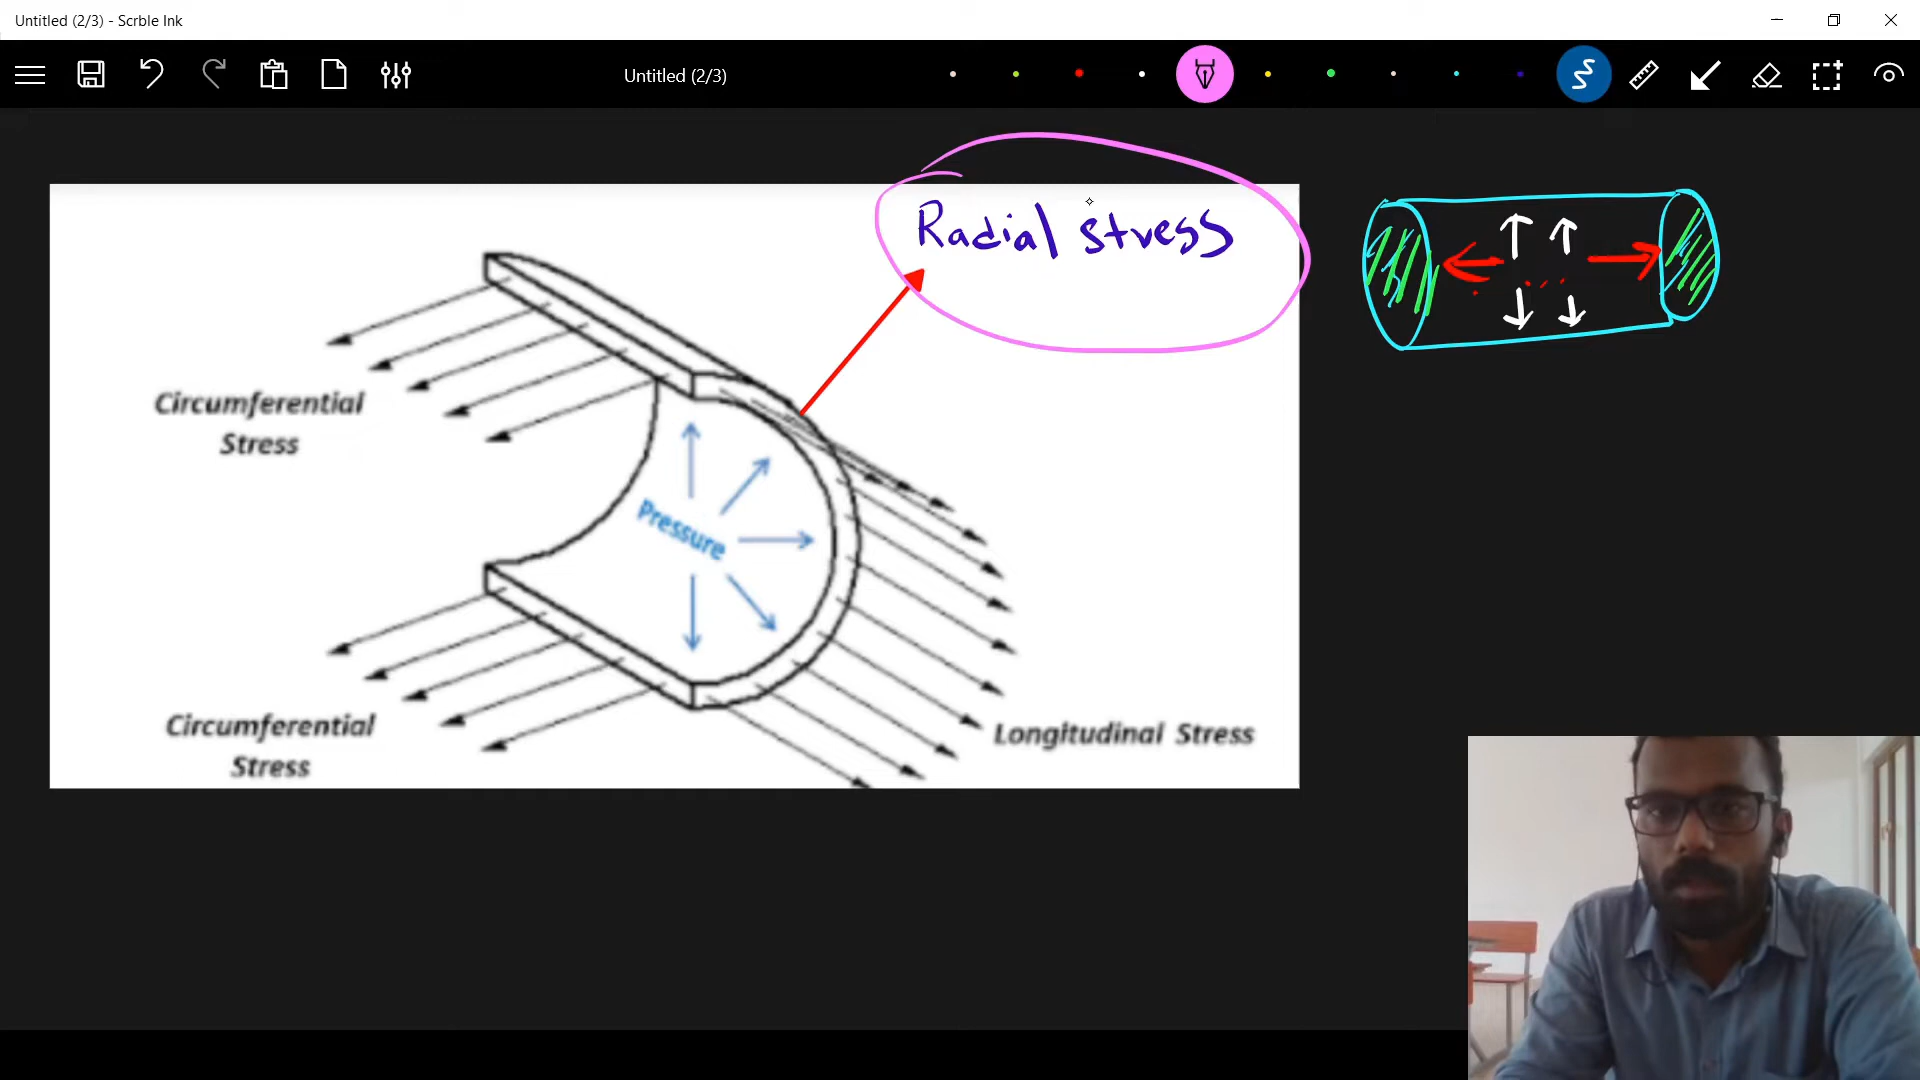 Untitled (2/3) - Scrble Ink
Untitled (2/3)
Radial stress
Circumferential
Stress
Pressure
Circumferential
Stress
Longitudinal Stress